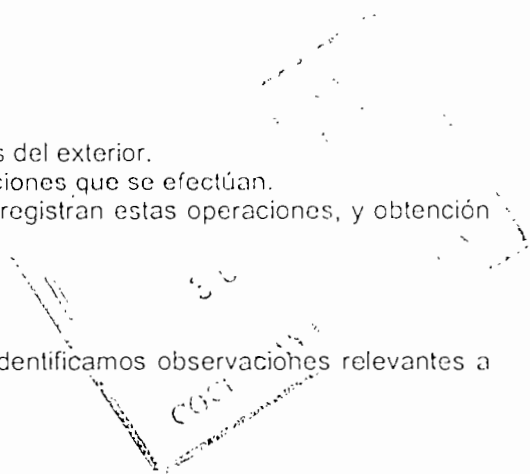 s del exterior.
ciones que se efectúan.
registran estas operaciones, y obtención
dentificamos observaciones relevantes a